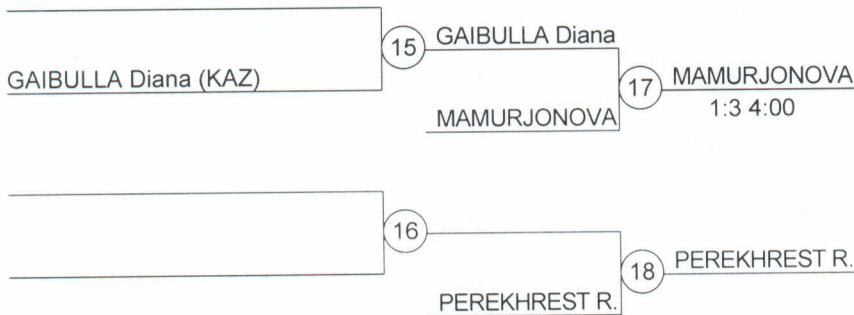 GAIBULLA Diana (KAZ)
15
GAIBULLA Diana
MAMURJONOVA
17
MAMURJONOVA
1:3 4:00
16
PEREKHREST R.
18
PEREKHREST R.